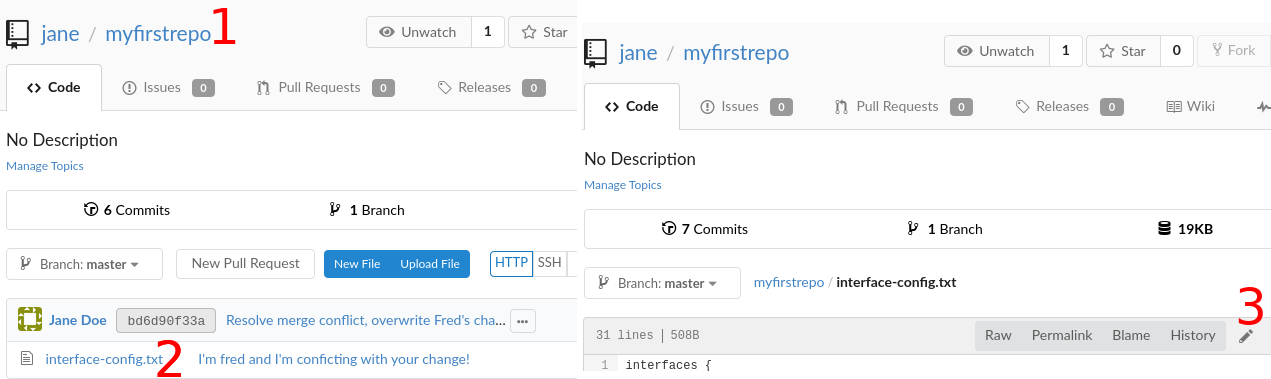 jane / myfirstrepo 1
Unwatch 1 Star
Code Issues 0 Pull Requests 0 Releases 0
No Description
Manage Topics
6 Commits 1 Branch
Branch: master New Pull Request New File Upload File HTTP SSH
Jane Doe bd6d90f33a Resolve merge conflict, overwrite Fred's cha... ...
interface-config.txt 2 I'm fred and I'm conficting with your change!
jane / myfirstrepo
Unwatch 1 Star 0 Fork
Code Issues 0 Pull Requests 0 Releases 0 Wiki
No Description
Manage Topics
7 Commits 1 Branch 19KB
Branch: master myfirstrepo / interface-config.txt
3
31 lines | 508B Raw Permalink Blame History
1 interfaces {